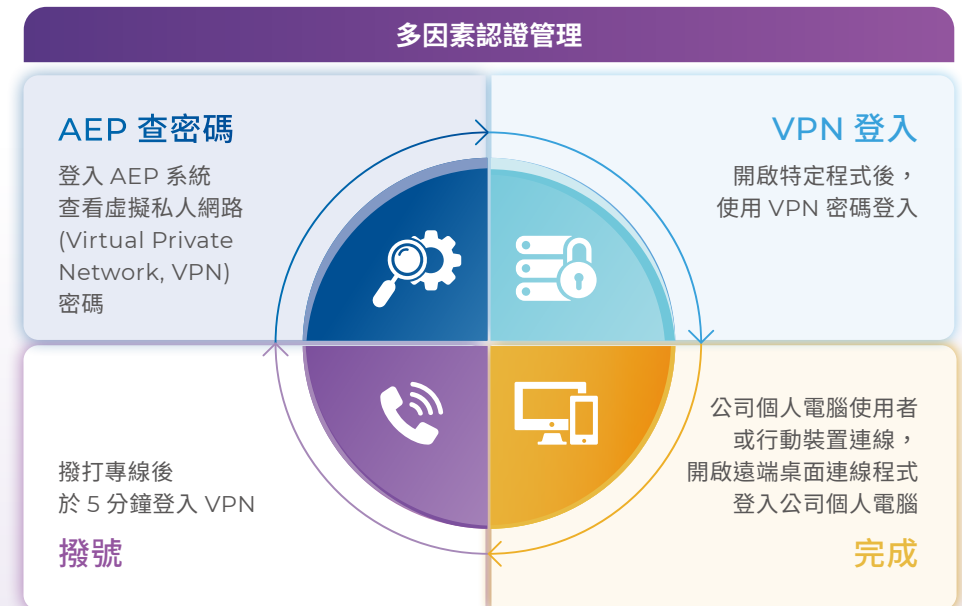 多因素認證管理
AEP 查密碼
登入 AEP 系統
查看虛擬私人網路
(Virtual Private
Network, VPN)
密碼
VPN 登入
開啟特定程式後，
使用 VPN 密碼登入
撥打專線後
於 5 分鐘登入 VPN
撥號
公司個人電腦使用者
或行動裝置連線，
開啟遠端桌面連線程式
登入公司個人電腦
完成